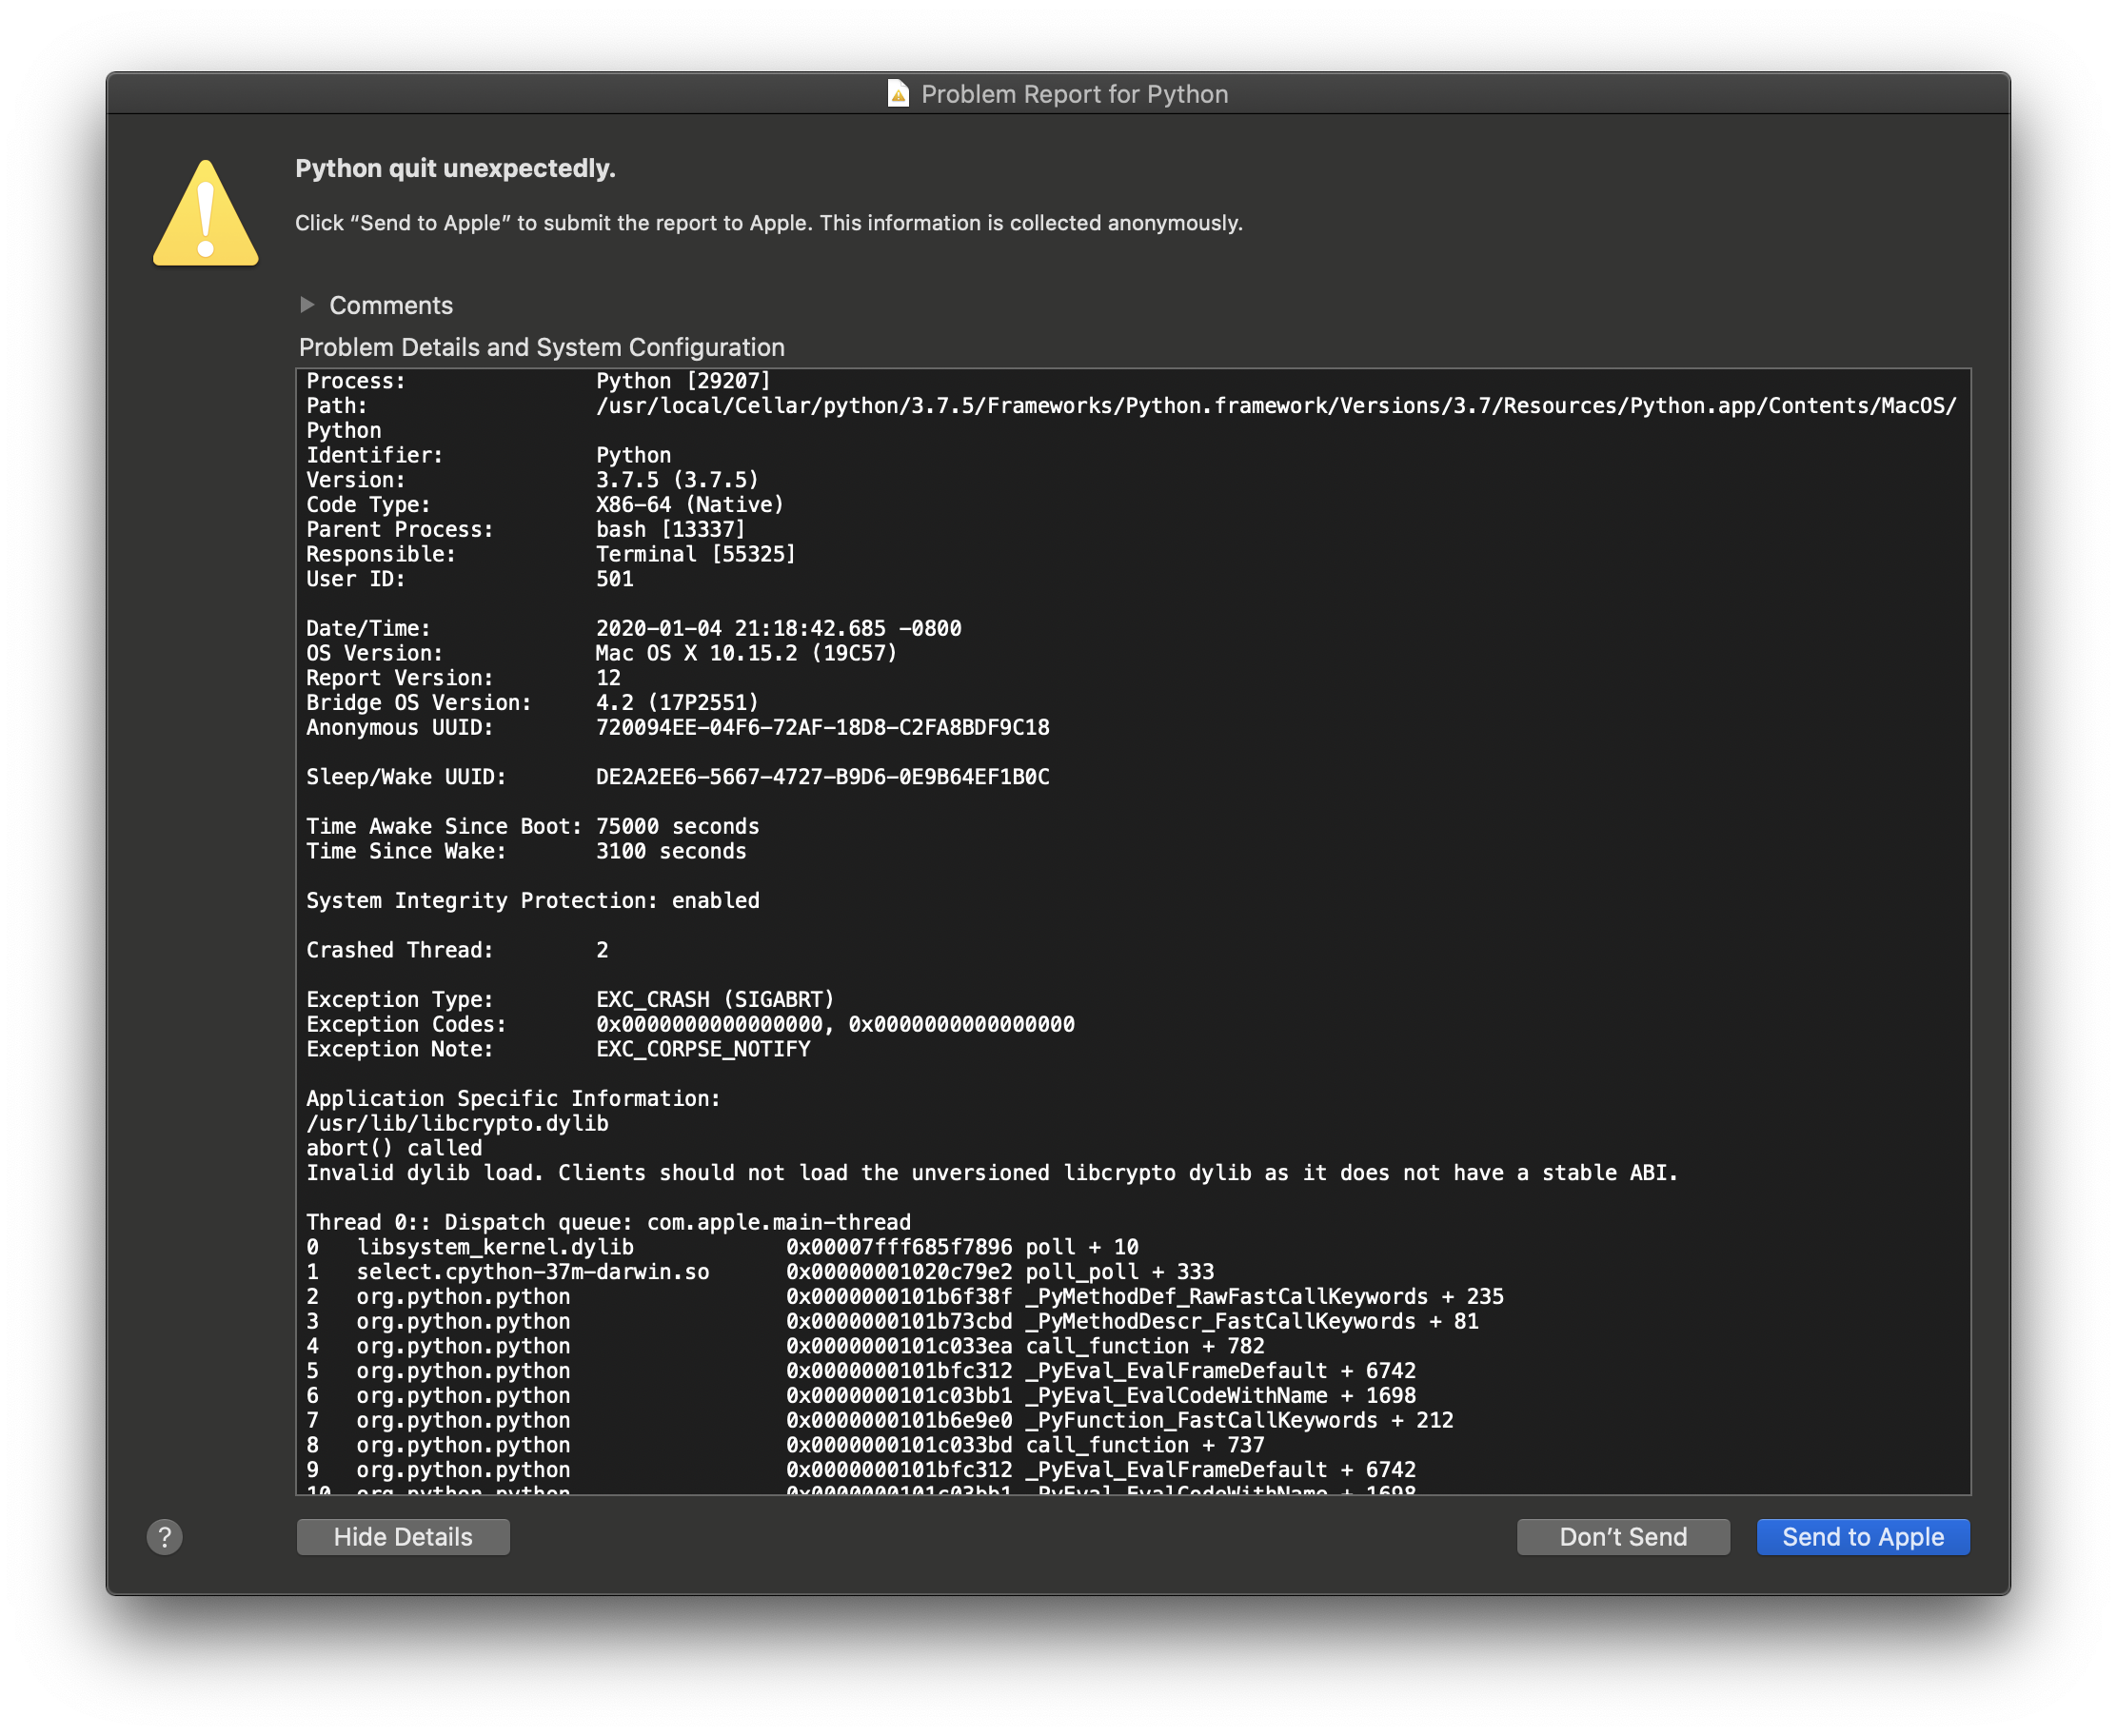 Problem Report for Python
Python quit unexpectedly.
Click “Send to Apple” to submit the report to Apple. This information is collected anonymously.
Comments
Problem Details and System Configuration
Process: Python [29207]
Path: /usr/local/Cellar/python/3.7.5/Frameworks/Python.framework/Versions/3.7/Resources/Python.app/Contents/MacOS/
Python
Identifier: Python
Version: 3.7.5 (3.7.5)
Code Type: X86-64 (Native)
Parent Process: bash [13337]
Responsible: Terminal [55325]
User ID: 501
Date/Time: 2020-01-04 21:18:42.685 -0800
OS Version: Mac OS X 10.15.2 (19C57)
Report Version: 12
Bridge OS Version: 4.2 (17P2551)
Anonymous UUID: 720094EE-04F6-72AF-18D8-C2FA8BDF9C18
Sleep/Wake UUID: DE2A2EE6-5667-4727-B9D6-0E9B64EF1B0C
Time Awake Since Boot: 75000 seconds
Time Since Wake: 3100 seconds
System Integrity Protection: enabled
Crashed Thread: 2
Exception Type: EXC_CRASH (SIGABRT)
Exception Codes: 0x0000000000000000, 0x0000000000000000
Exception Note: EXC_CORPSE_NOTIFY
Application Specific Information:
/usr/lib/libcrypto.dylib
abort() called
Invalid dylib load. Clients should not load the unversioned libcrypto dylib as it does not have a stable ABI.
Thread 0:: Dispatch queue: com.apple.main-thread
0 libsystem_kernel.dylib 0x00007fff685f7896 poll + 10
1 select.cpython-37m-darwin.so 0x00000001020c79e2 poll_poll + 333
2 org.python.python 0x0000000101b6f38f _PyMethodDef_RawFastCallKeywords + 235
3 org.python.python 0x0000000101b73cbd _PyMethodDescr_FastCallKeywords + 81
4 org.python.python 0x0000000101c033ea call_function + 782
5 org.python.python 0x0000000101bfc312 _PyEval_EvalFrameDefault + 6742
6 org.python.python 0x0000000101c03bb1 _PyEval_EvalCodeWithName + 1698
7 org.python.python 0x0000000101b6e9e0 _PyFunction_FastCallKeywords + 212
8 org.python.python 0x0000000101c033bd call_function + 737
9 org.python.python 0x0000000101bfc312 _PyEval_EvalFrameDefault + 6742
10 org.python.python 0x0000000101c03bb1 _PyEval_EvalCodeWithName + 1698
?
Hide Details
Don’t Send
Send to Apple